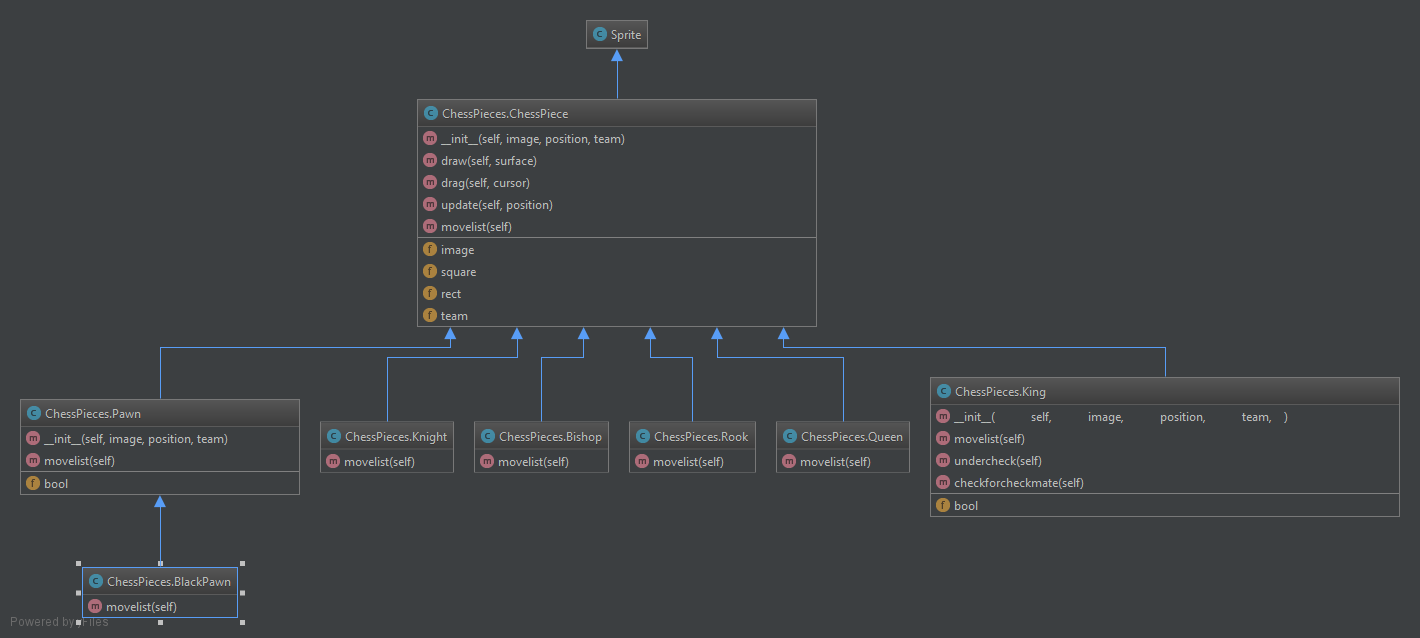 Sprite
ChessPieces.ChessPiece
__init__(self, image, position, team)
draw(self, surface)
drag(self, cursor)
update(self, position)
movelist(self)
image
square
rect
team
ChessPieces.Pawn
__init__(self, image, position, team)
movelist(self)
bool
ChessPieces.Knight
movelist(self)
ChessPieces.Bishop
movelist(self)
ChessPieces.Rook
movelist(self)
ChessPieces.Queen
movelist(self)
ChessPieces.King
__init__( self, image, position, team, )
movelist(self)
undercheck(self)
checkforcheckmate(self)
bool
ChessPieces.BlackPawn
movelist(self)
Powered by yFiles